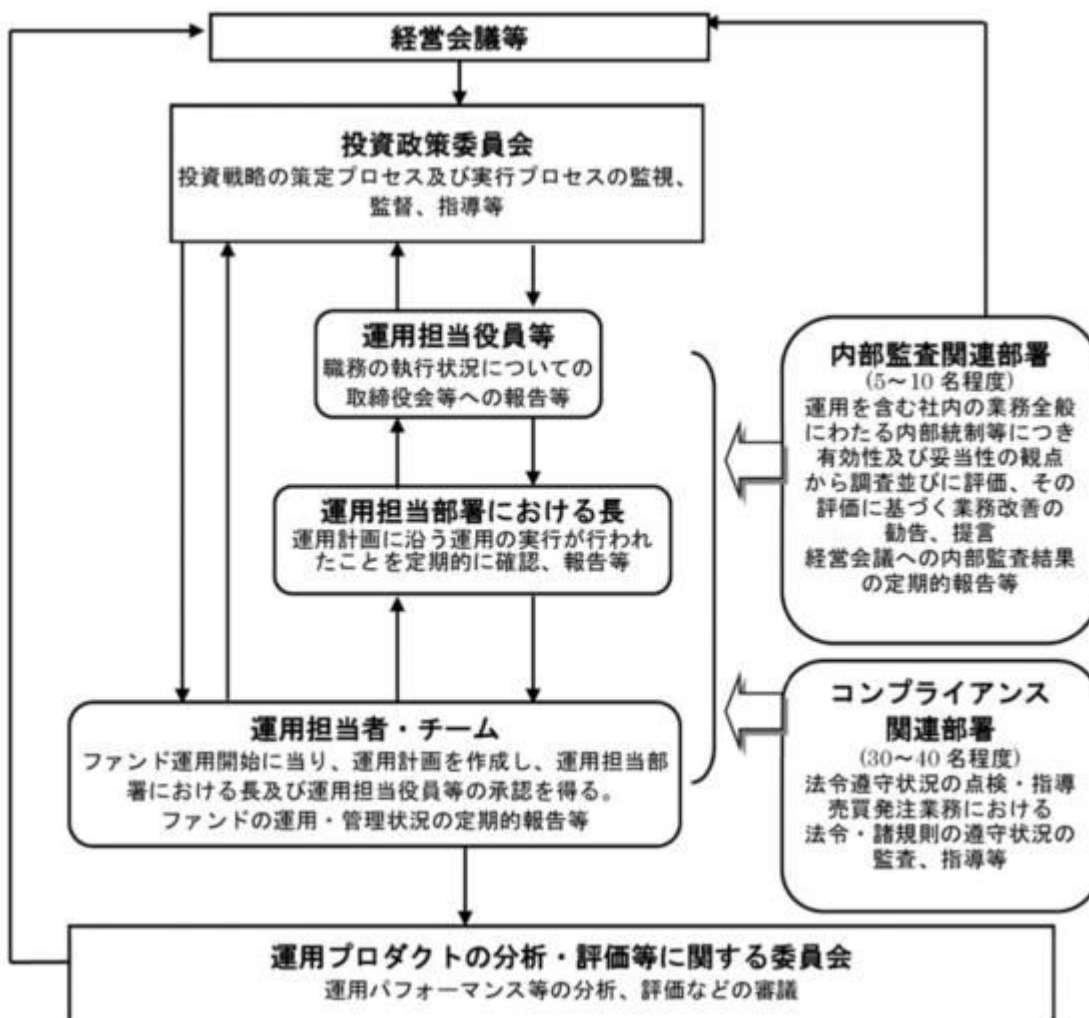 経営会議等
投資政策委員会
投資戦略の策定プロセス及び実行プロセスの監視、
監督、指導等
運用担当役員等
職務の執行状況についての
取締役会等への報告等
運用担当部署における長
運用計画に沿う運用の実行が行われ
たことを定期的に確認、報告等
運用担当者・チーム
ファンド運用開始に当り、運用計画を作成し、運用担当部
署における長及び運用担当役員等の承認を得る。
ファンドの運用・管理状況の定期的報告等
内部監査関連部署
(5～10 名程度)
運用を含む社内の業務全般
にわたる内部統制等につき
有効性及び妥当性の観点
から調査並びに評価、その
評価に基づく業務改善の
勧告、提言
経営会議への内部監査結果
の定期的報告等
コンプライアンス
関連部署
(30～40 名程度)
法令遵守状況の点検・指導
売買発注業務における
法令・諸規則の遵守状況の
監査、指導等
運用プロダクトの分析・評価等に関する委員会
運用パフォーマンス等の分析、評価などの審議